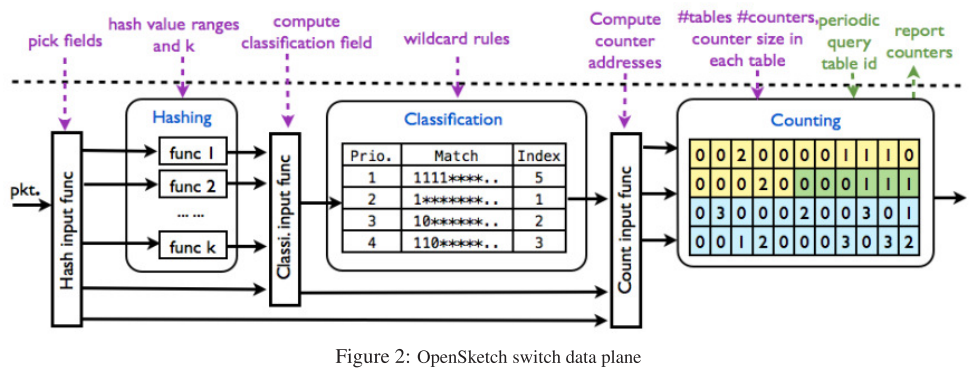 pick fields
hash value ranges
and k
compute
classification field
wildcard rules
Compute
counter
addresses
#tables #counters,
counter size in
each table
periodic
query
table id
report
counters
pkt.
Hash input func
Hashing
func 1
func 2
... ...
func k
Classi. input func
Classification
Prio. Match Index
1 1111****.. 5
2 1*******.. 1
3 10******.. 2
4 110*****.. 3
Count input func
Counting
0 0 2 0 0 0 0 1 1 1 0
0 0 0 2 0 0 0 0 1 1 1
0 3 0 0 0 2 0 0 3 0 1
0 0 1 2 0 0 0 3 0 3 2
Figure 2: OpenSketch switch data plane